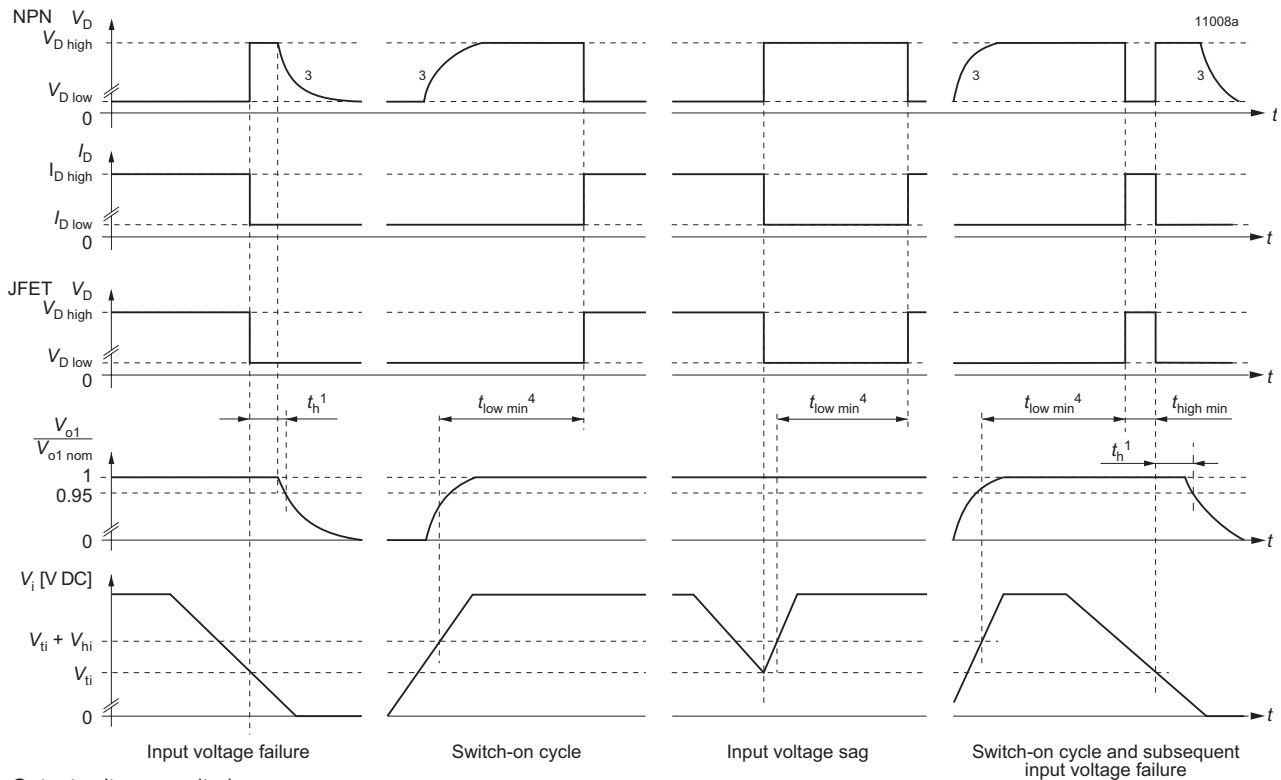 NPN V_D
11008a
V_D high
3
3
3
3
V_D low
0
t
I_D
I_D high
I_D low
0
t
JFET V_D
V_D high
V_D low
0
t
t_h^1
t_low min^4
t_low min^4
t_low min^4
t_high min
V_o1
V_o1 nom
t_h^1
1
0.95
0
t
V_i [V DC]
V_ti + V_hi
V_ti
0
t
Input voltage failure
Switch-on cycle
Input voltage sag
Switch-on cycle and subsequent
input voltage failure